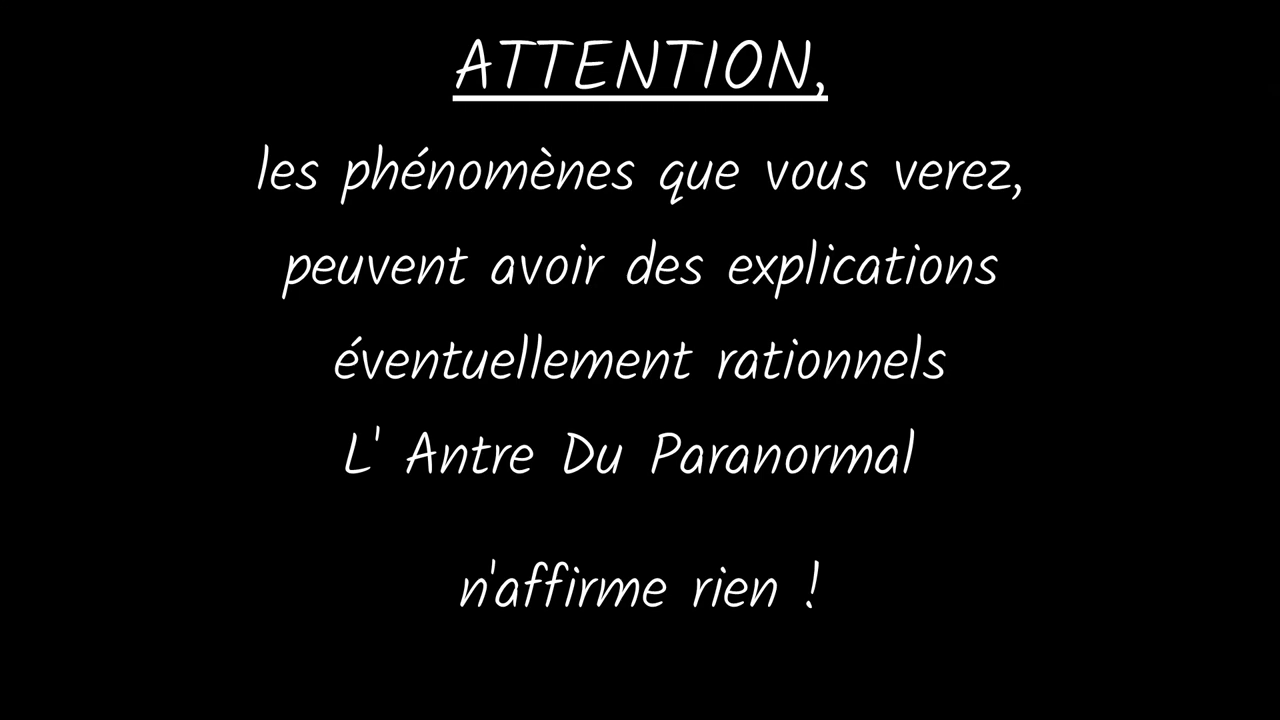 ATTENTION,
les phénomènes que vous verez,
peuvent avoir des explications
éventuellement rationnels
L' Antre Du Paranormal
n'affirme rien !